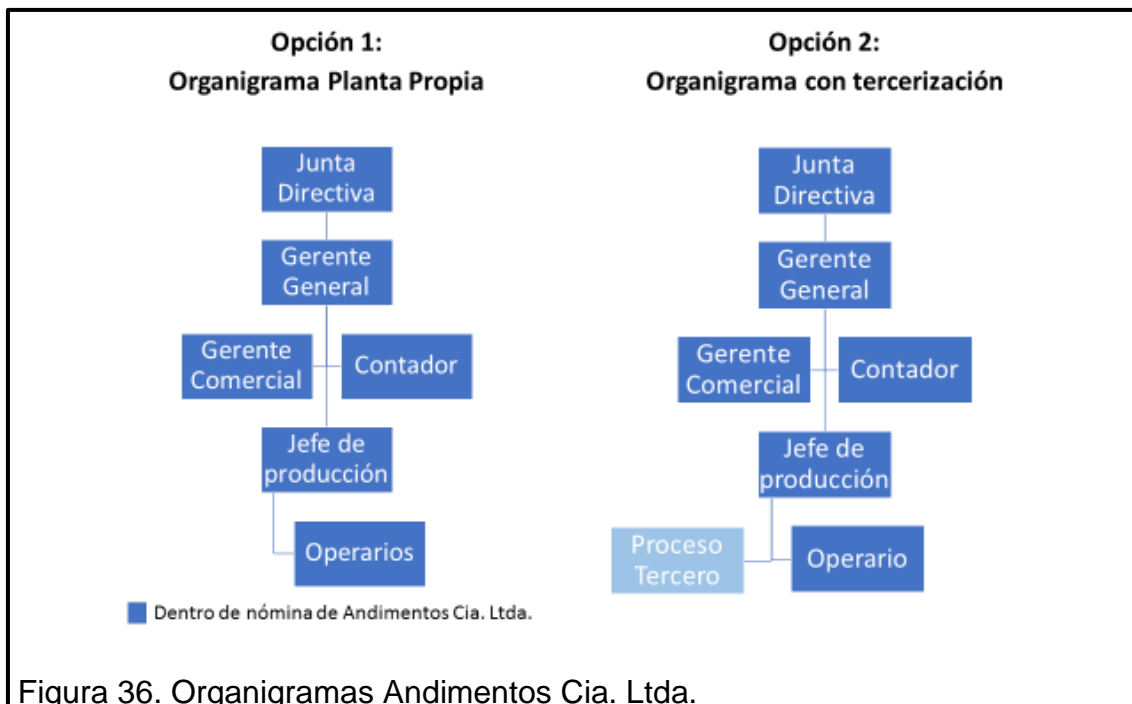 Opción 1:
Organigrama Planta Propia
Junta
Directiva
Gerente
General
Gerente
Comercial
Contador
Jefe de
producción
Operarios
Dentro de nómina de Andimentos Cia. Ltda.
Opción 2:
Organigrama con tercerización
Junta
Directiva
Gerente
General
Gerente
Comercial
Contador
Jefe de
producción
Proceso
Tercero
Operario
Figura 36. Organigramas Andimentos Cia. Ltda.